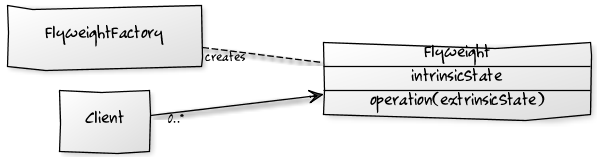 FlyweightFactory
creates
Flyweight
intrinsicState
operation(extrinsicState)
Client
0..*